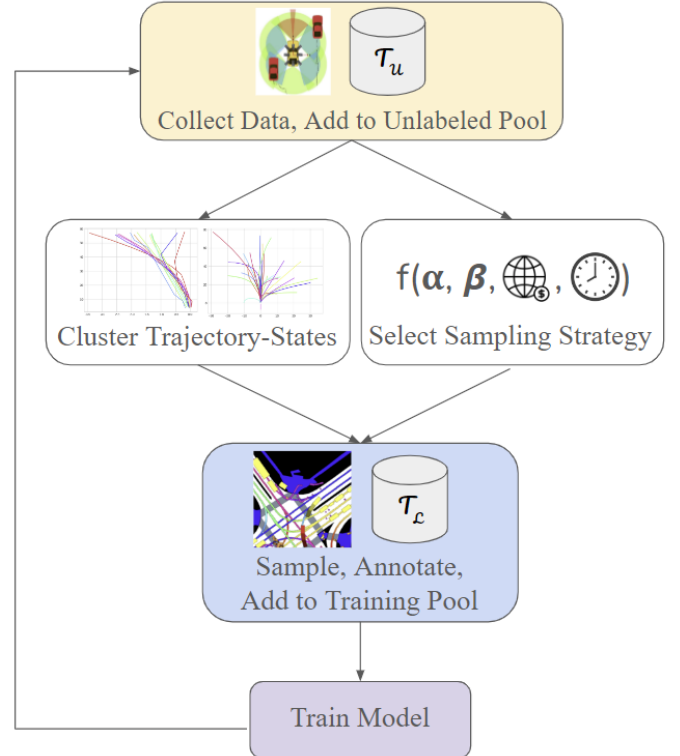 𝒯𝒰
Collect Data, Add to Unlabeled Pool
Cluster Trajectory-States
f(α, β, $, )
Select Sampling Strategy
𝒯ℒ
Sample, Annotate,
Add to Training Pool
Train Model